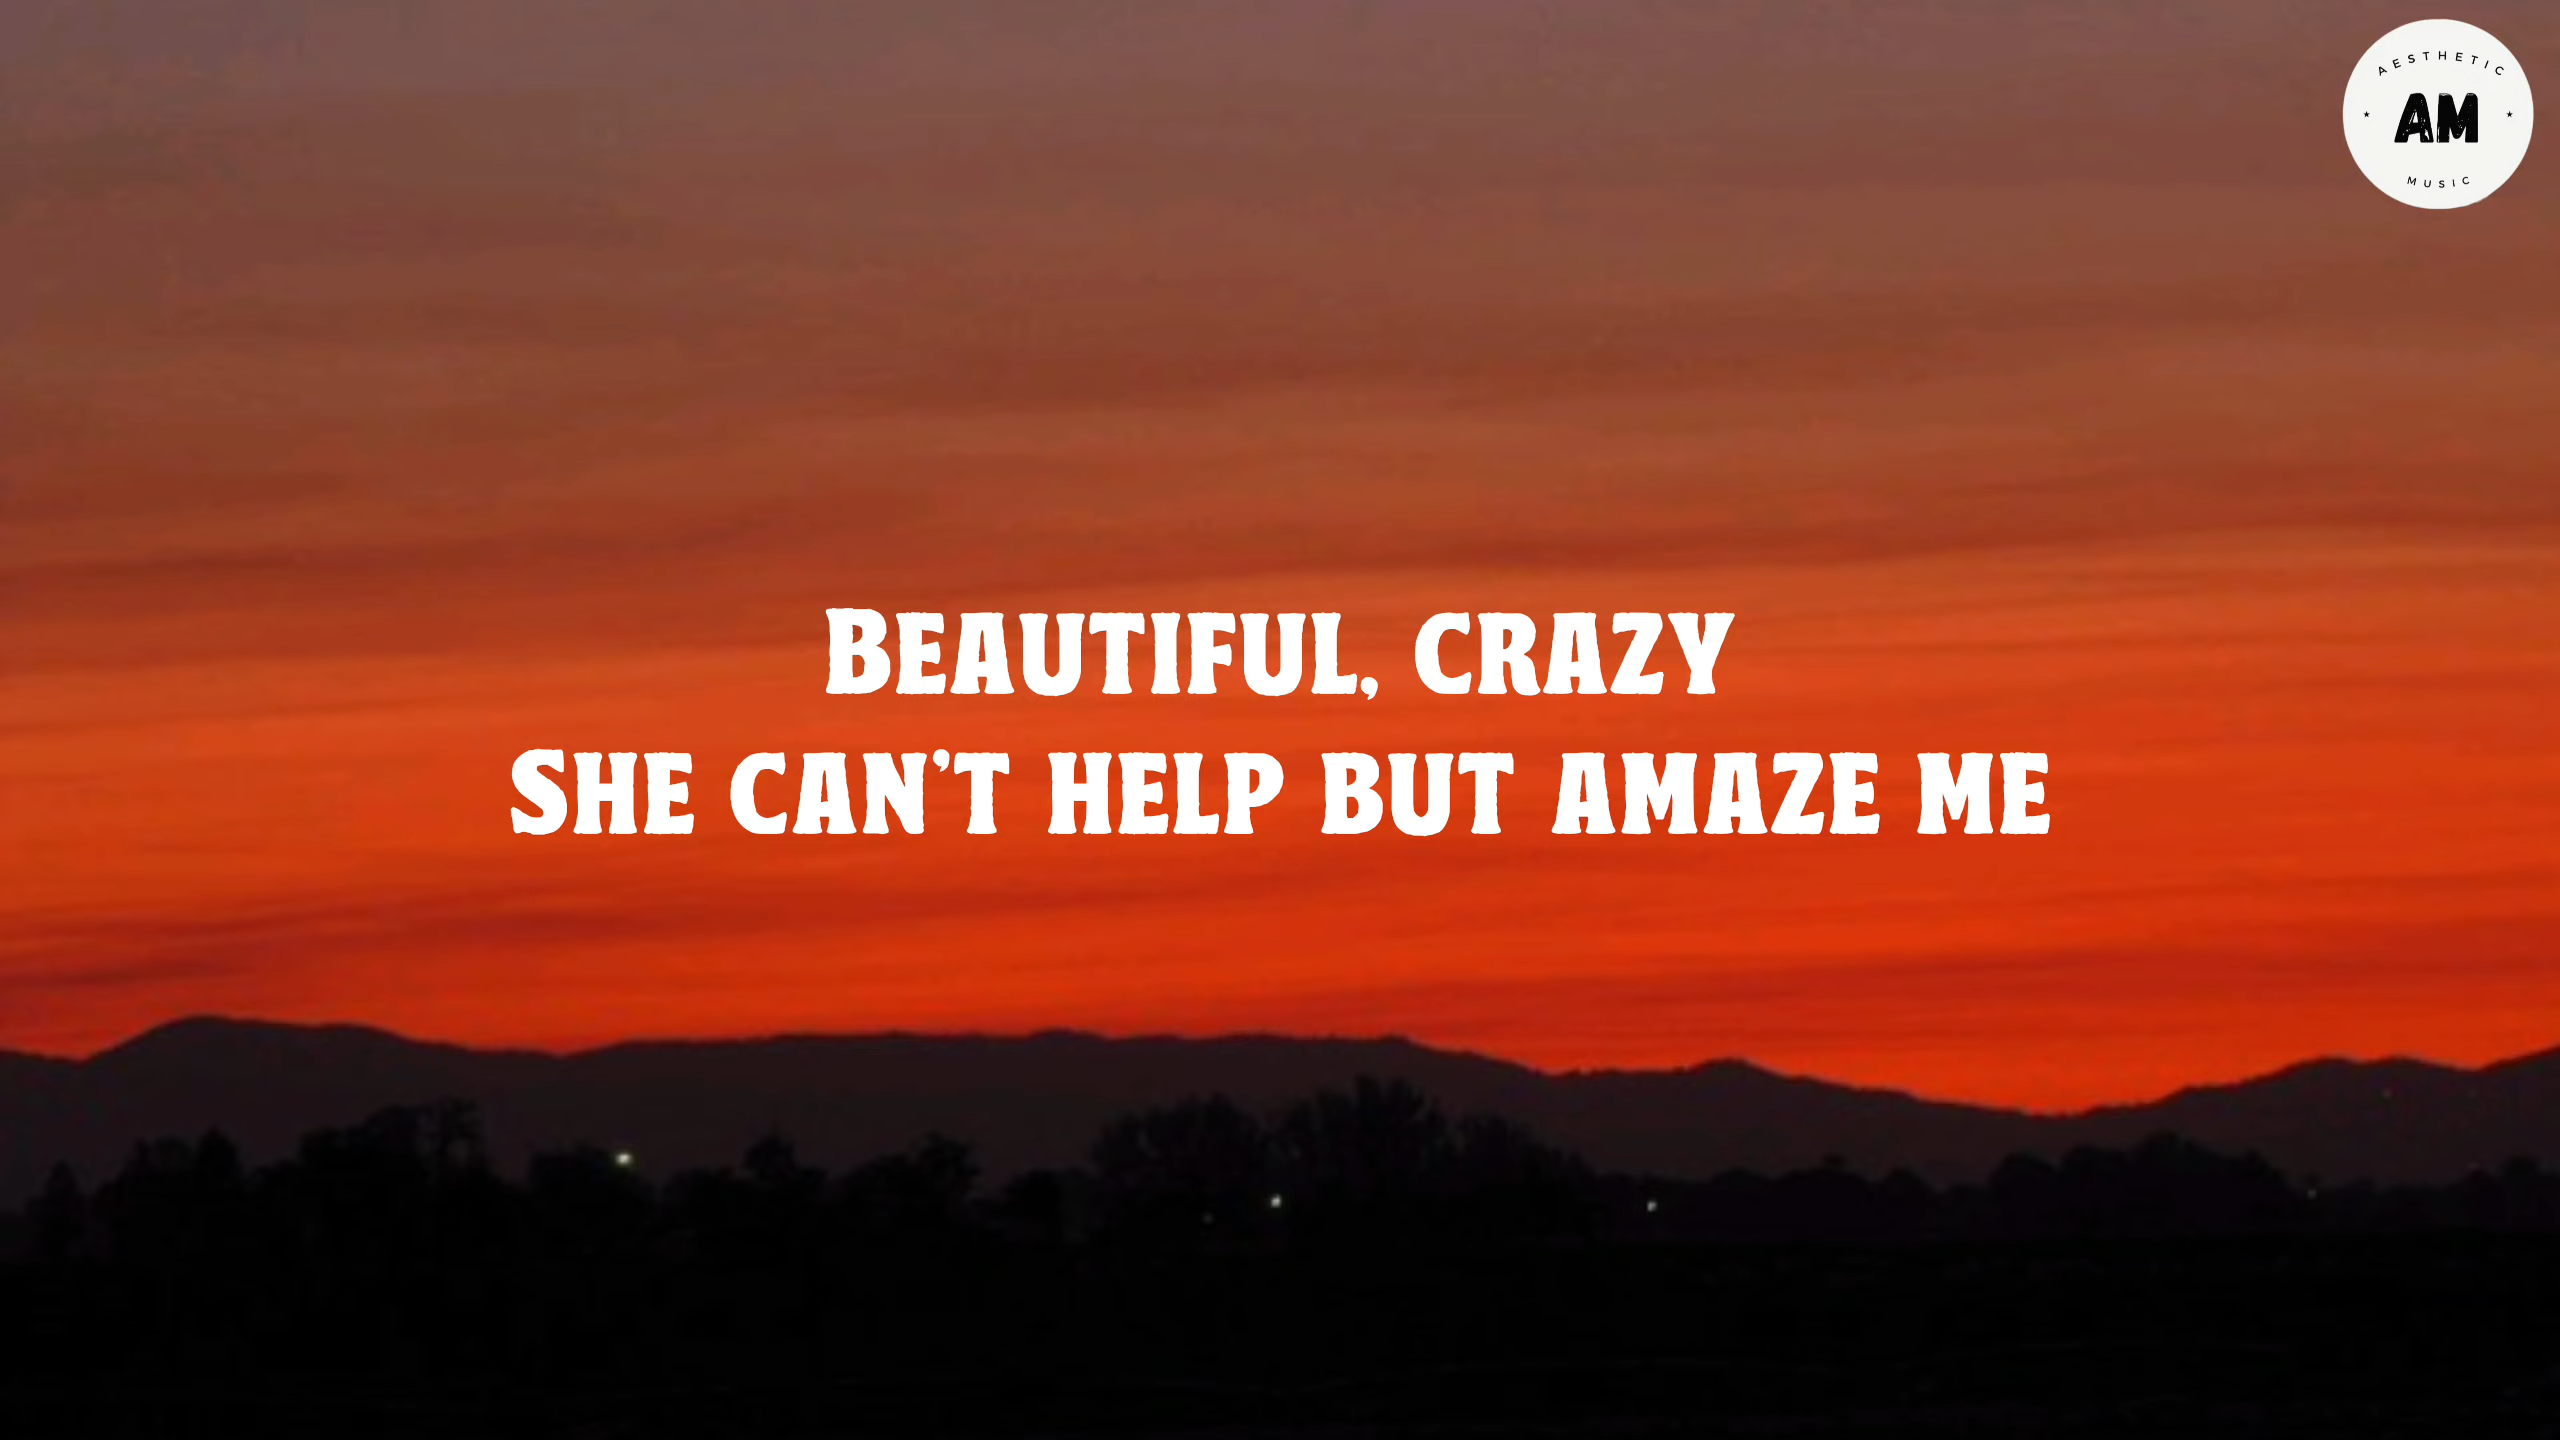 AESTHETIC
AM
MUSIC
Beautiful, crazy
She can't help but amaze me